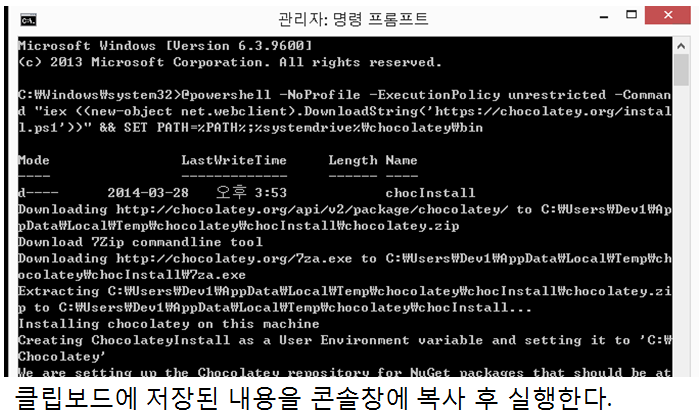 관리자: 명령 프롬프트
Microsoft Windows [Version 6.3.9600]
(c) 2013 Microsoft Corporation. All rights reserved.
C:₩Windows₩system32>@powershell -NoProfile -ExecutionPolicy unrestricted -Comman
d "iex ((new-object net.webclient).DownloadString('https://chocolatey.org/instal
l.ps1'))" && SET PATH=%PATH%;%systemdrive%₩chocolatey₩bin
Mode                LastWriteTime     Length Name
----                -------------     ------ ----
d----      2014-03-28   오후 3:53            chocInstall
Downloading http://chocolatey.org/api/v2/package/chocolatey/ to C:₩Users₩Dev1₩Ap
pData₩Local₩Temp₩chocolatey₩chocInstall₩chocolatey.zip
Download 7Zip commandline tool
Downloading http://chocolatey.org/7za.exe to C:₩Users₩Dev1₩AppData₩Local₩Temp₩ch
ocolatey₩chocInstall₩7za.exe
Extracting C:₩Users₩Dev1₩AppData₩Local₩Temp₩chocolatey₩chocInstall₩chocolatey.zi
p to C:₩Users₩Dev1₩AppData₩Local₩Temp₩chocolatey₩chocInstall...
Installing chocolatey on this machine
Creating ChocolateyInstall as a User Environment variable and setting it to 'C:₩
Chocolatey'
We are setting up the Chocolatey repository for NuGet packages that should be at
클립보드에 저장된 내용을 콘솔창에 복사 후 실행한다.